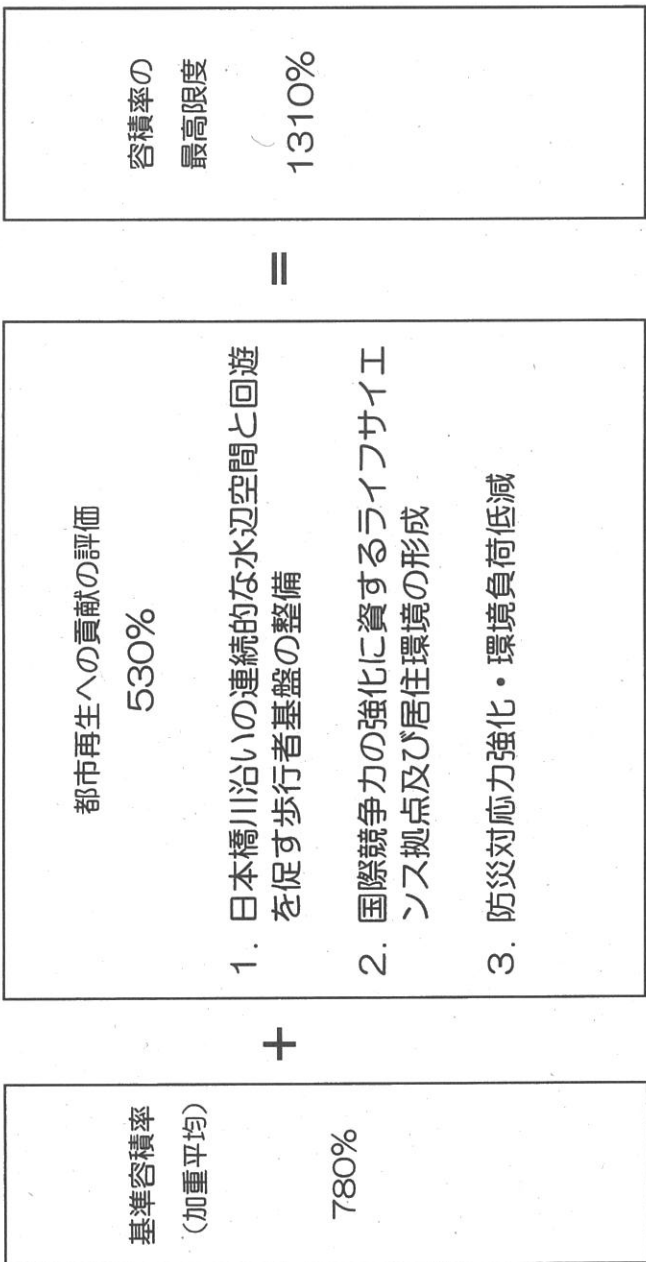 基準容積率
(加重平均)
780%
+
都市再生への貢献の評価
530%
1. 日本橋川沿いの連続的な水辺空間と回遊
を促す歩行者基盤の整備
2. 国際競争力の強化に資するライフサイエ
ンス拠点及び居住環境の形成
3. 防災対応力強化・環境負荷低減
=
容積率の
最高限度
1310%